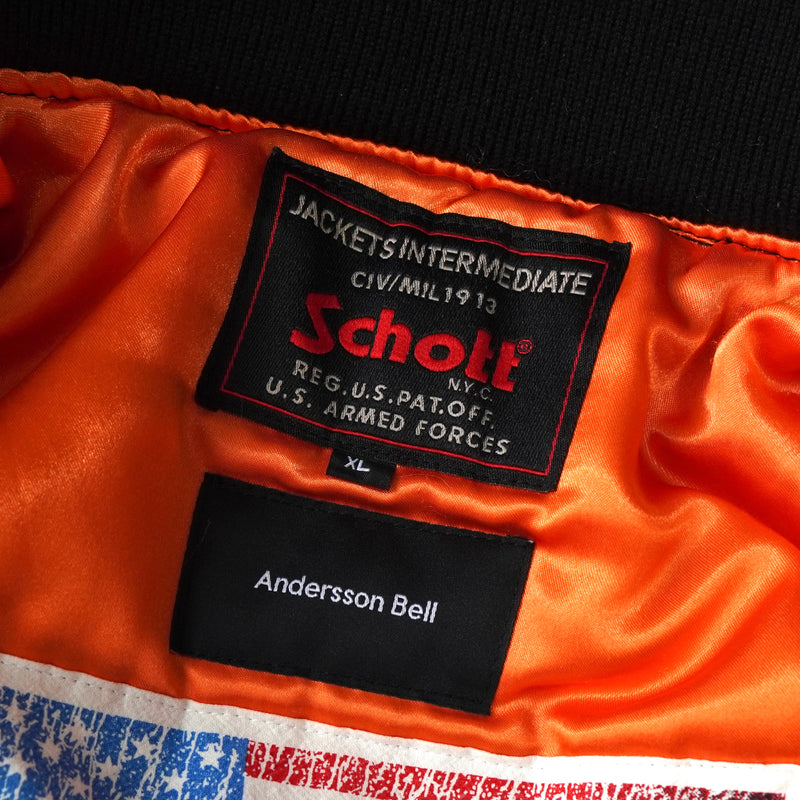 JACKETS INTERMEDIATE
CIV/MIL 1913
Schott®
N.Y.C.
REG. U.S. PAT. OFF.
U.S. ARMED FORCES
XL
Andersson Bell